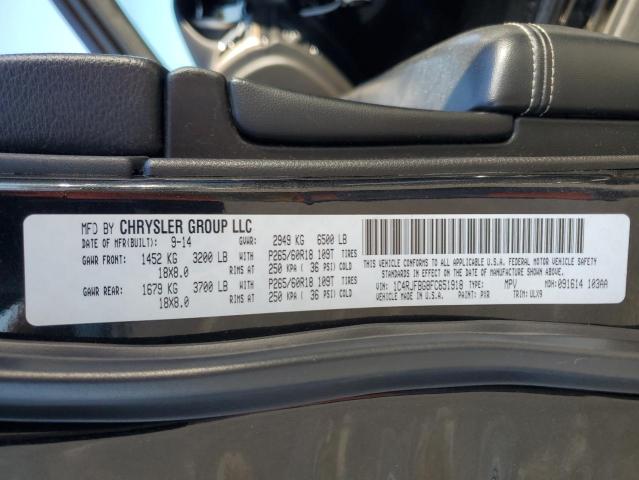 MFD BY CHRYSLER GROUP LLC
DATE OF MFR(BUILT): 9-14 GVWR: 2949 KG 6500 LB
GAWR FRONT: 1452 KG 3200 LB WITH P265/60R18 109T TIRES
18X8.0 RIMS AT 250 KPA ( 36 PSI) COLD
GAWR REAR: 1679 KG 3700 LB WITH P265/60R18 109T TIRES
18X8.0 RIMS AT 250 KPA ( 36 PSI) COLD
THIS VEHICLE CONFORMS TO ALL APPLICABLE U.S.A. FEDERAL MOTOR VEHICLE SAFETY
STANDARDS IN EFFECT ON THE DATE OF MANUFACTURE SHOWN ABOVE.
VIN: 1C4RJFBG8FC651918 TYPE: MPV MDH: 091614 103AA
MADE IN U.S.A. PAINT: PXR TRIM: ULX9